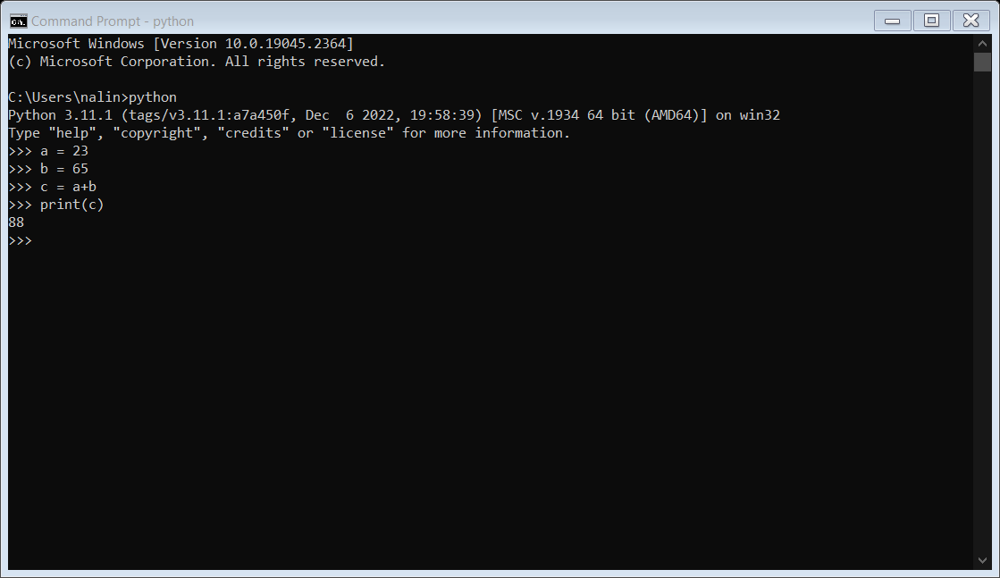 Command Prompt - python
Microsoft Windows [Version 10.0.19045.2364]
(c) Microsoft Corporation. All rights reserved.
C:\Users\nalin>python
Python 3.11.1 (tags/v3.11.1:a7a450f, Dec  6 2022, 19:58:39) [MSC v.1934 64 bit (AMD64)] on win32
Type "help", "copyright", "credits" or "license" for more information.
>>> a = 23
>>> b = 65
>>> c = a+b
>>> print(c)
88
>>>